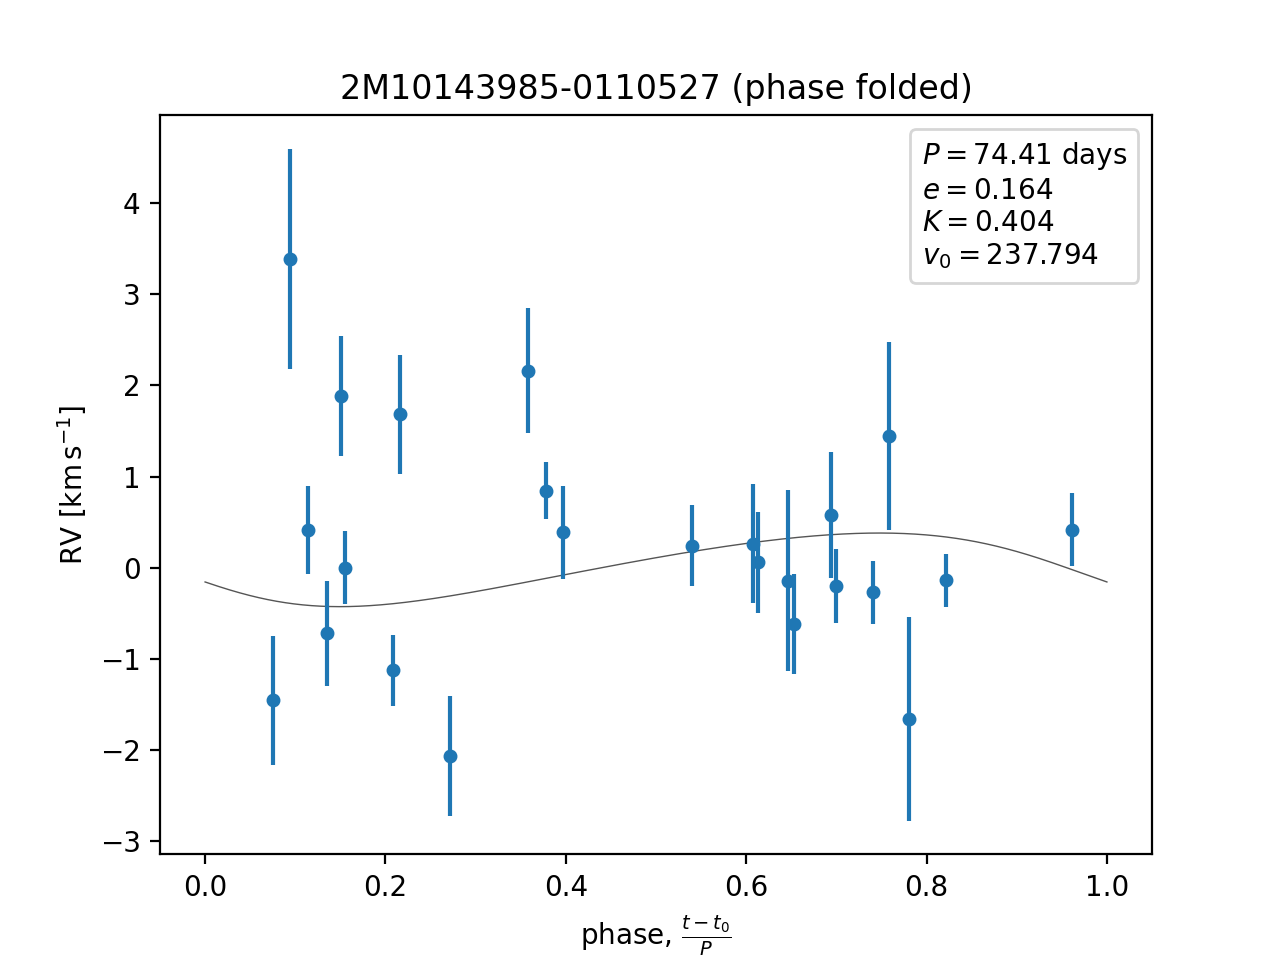 2M10143985-0110527 (phase folded)
P = 74.41 days
e = 0.164
K = 0.404
v₀ = 237.794
4
3
2
1
0
−1
−2
−3
RV [km s⁻¹]
0.0 0.2 0.4 0.6 0.8 1.0
phase, (t − t₀)/P